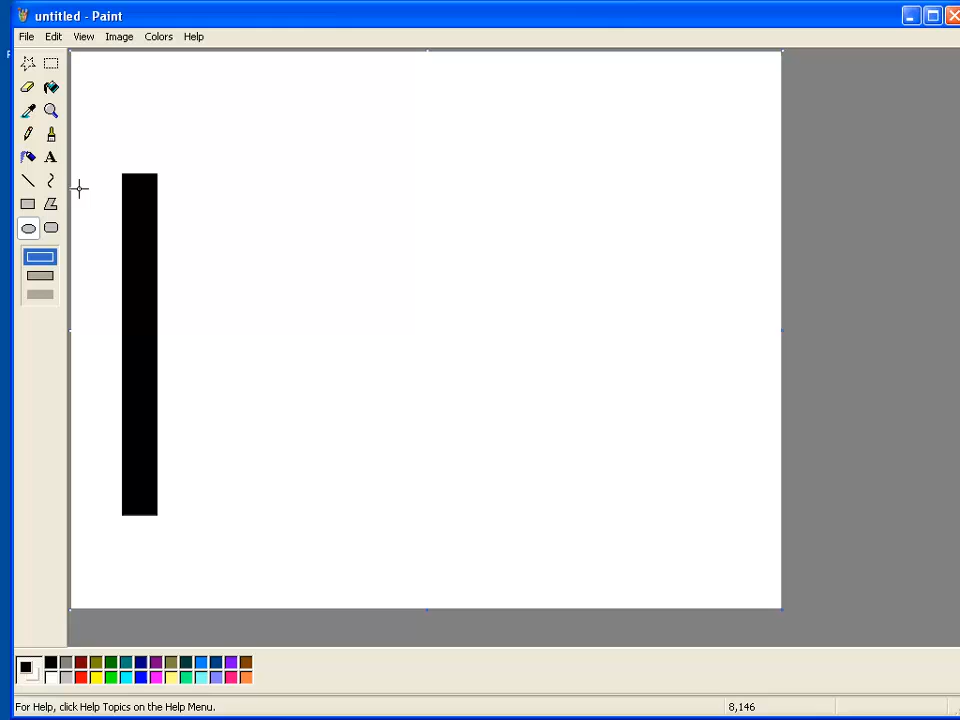 untitled - Paint
File Edit View Image Colors Help
A
For Help, click Help Topics on the Help Menu.
8,146